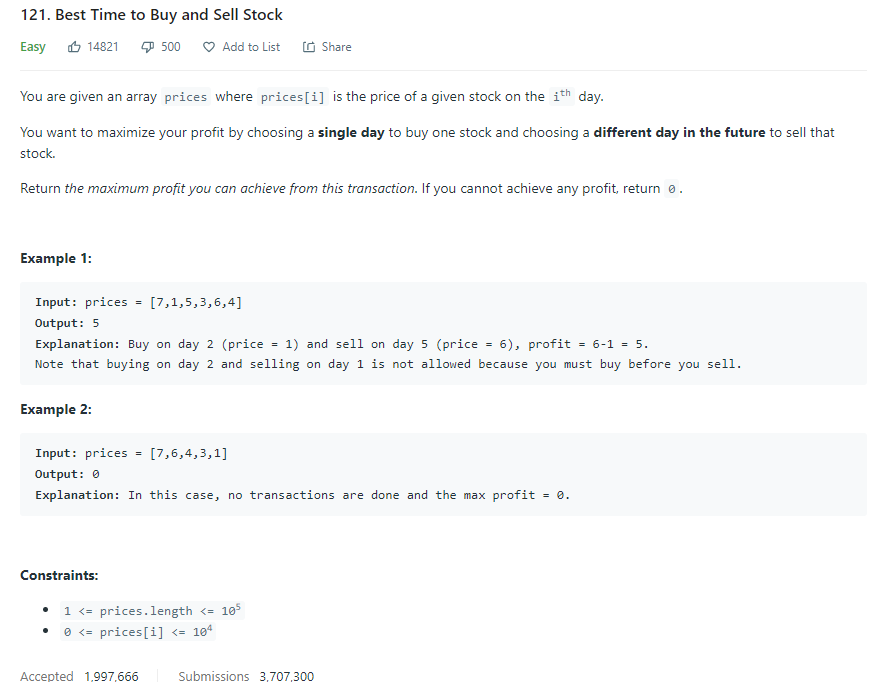 121. Best Time to Buy and Sell Stock
Easy 14821 500 Add to List Share
You are given an array prices where prices[i] is the price of a given stock on the ith day.
You want to maximize your profit by choosing a single day to buy one stock and choosing a different day in the future to sell that
stock.
Return the maximum profit you can achieve from this transaction. If you cannot achieve any profit, return 0.
Example 1:
Input: prices = [7,1,5,3,6,4]
Output: 5
Explanation: Buy on day 2 (price = 1) and sell on day 5 (price = 6), profit = 6-1 = 5.
Note that buying on day 2 and selling on day 1 is not allowed because you must buy before you sell.
Example 2:
Input: prices = [7,6,4,3,1]
Output: 0
Explanation: In this case, no transactions are done and the max profit = 0.
Constraints:
• 1 <= prices.length <= 10⁵
• 0 <= prices[i] <= 10⁴
Accepted 1,997,666 Submissions 3,707,300